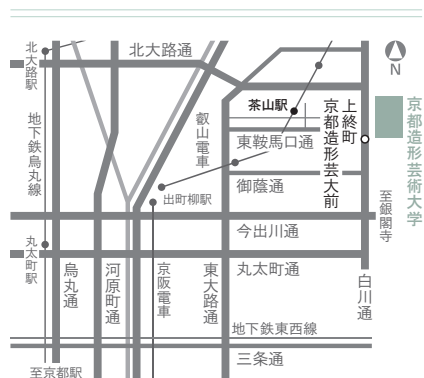 北大路通
北大路駅
N
茶山駅
上終町
京都造形芸大前
京都造形芸術大学
叡山電車
地下鉄烏丸線
東鞍馬口通
御蔭通
出町柳駅
至銀閣寺
今出川通
丸太町駅
丸太町通
烏丸通
河原町通
京阪電車
東大路通
白川通
地下鉄東西線
三条通
至京都駅